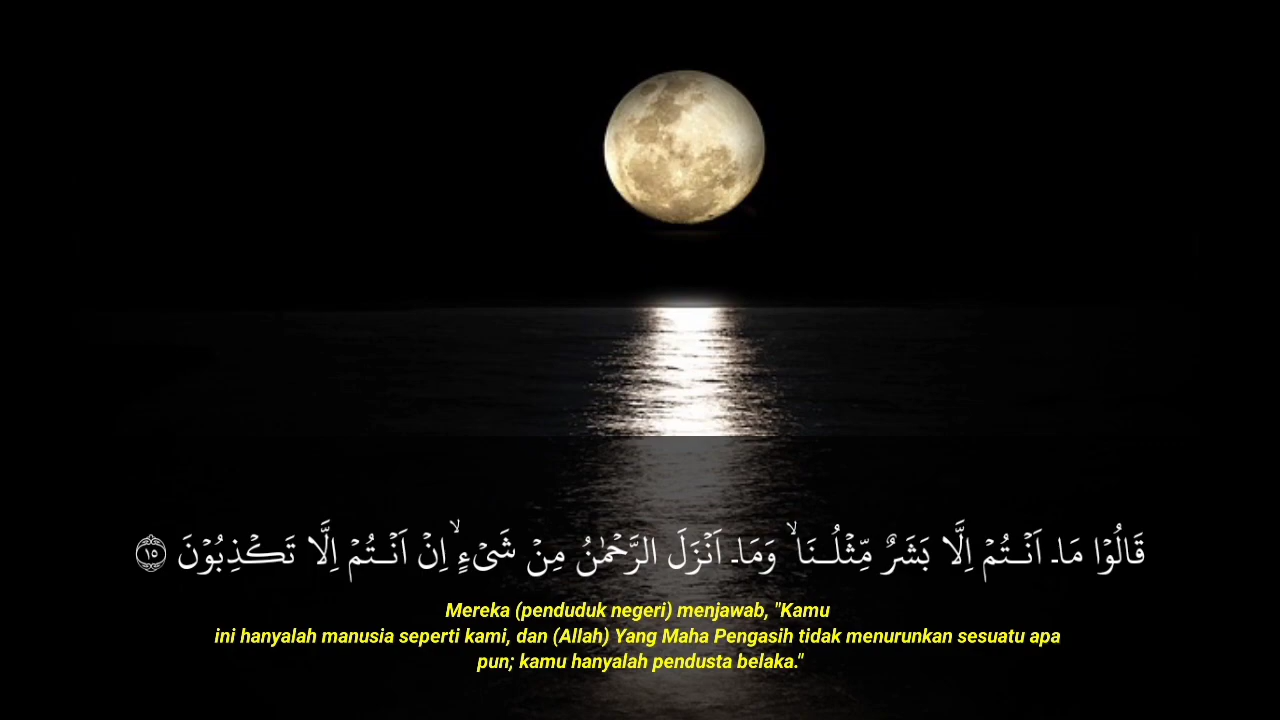 قَالُوْا مَاۤ اَنْـتُمْ اِلَّا بَشَرٌ مِّثْلُـنَا ۙ وَمَاۤ اَنْزَلَ الرَّحْمٰنُ مِنْ شَىْءٍۙ اِنْ اَنْـتُمْ اِلَّا تَكْذِبُوْنَ ١٥
Mereka (penduduk negeri) menjawab, "Kamu
ini hanyalah manusia seperti kami, dan (Allah) Yang Maha Pengasih tidak menurunkan sesuatu apa
pun; kamu hanyalah pendusta belaka."